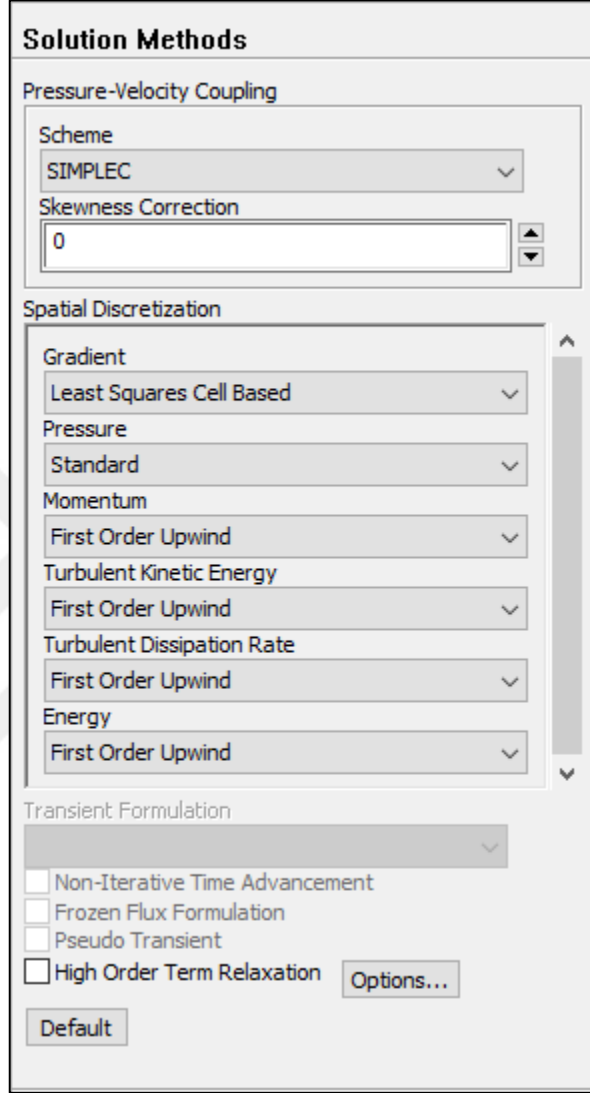 Solution Methods
Pressure-Velocity Coupling
Scheme
SIMPLEC
Skewness Correction
0
Spatial Discretization
Gradient
Least Squares Cell Based
Pressure
Standard
Momentum
First Order Upwind
Turbulent Kinetic Energy
First Order Upwind
Turbulent Dissipation Rate
First Order Upwind
Energy
First Order Upwind
Transient Formulation
Non-Iterative Time Advancement
Frozen Flux Formulation
Pseudo Transient
High Order Term Relaxation Options...
Default